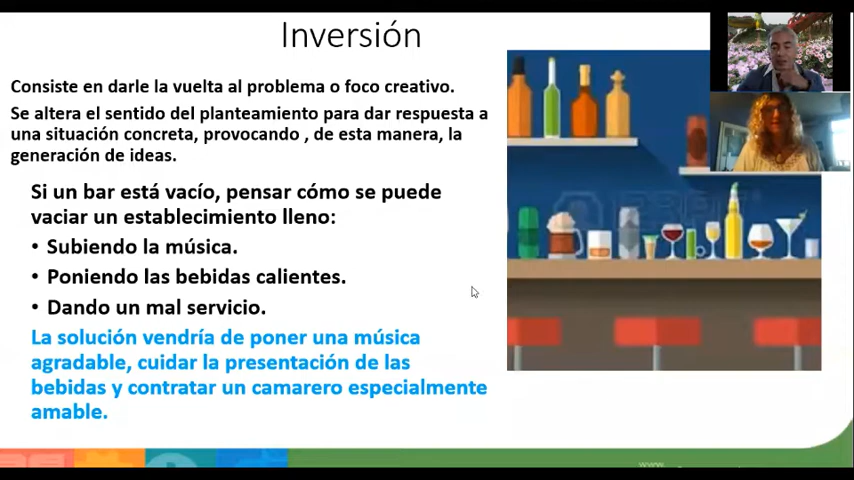 Inversión
Consiste en darle la vuelta al problema o foco creativo.
Se altera el sentido del planteamiento para dar respuesta a
una situación concreta, provocando , de esta manera, la
generación de ideas.
Si un bar está vacío, pensar cómo se puede
vaciar un establecimiento lleno:
• Subiendo la música.
• Poniendo las bebidas calientes.
• Dando un mal servicio.
La solución vendría de poner una música
agradable, cuidar la presentación de las
bebidas y contratar un camarero especialmente
amable.